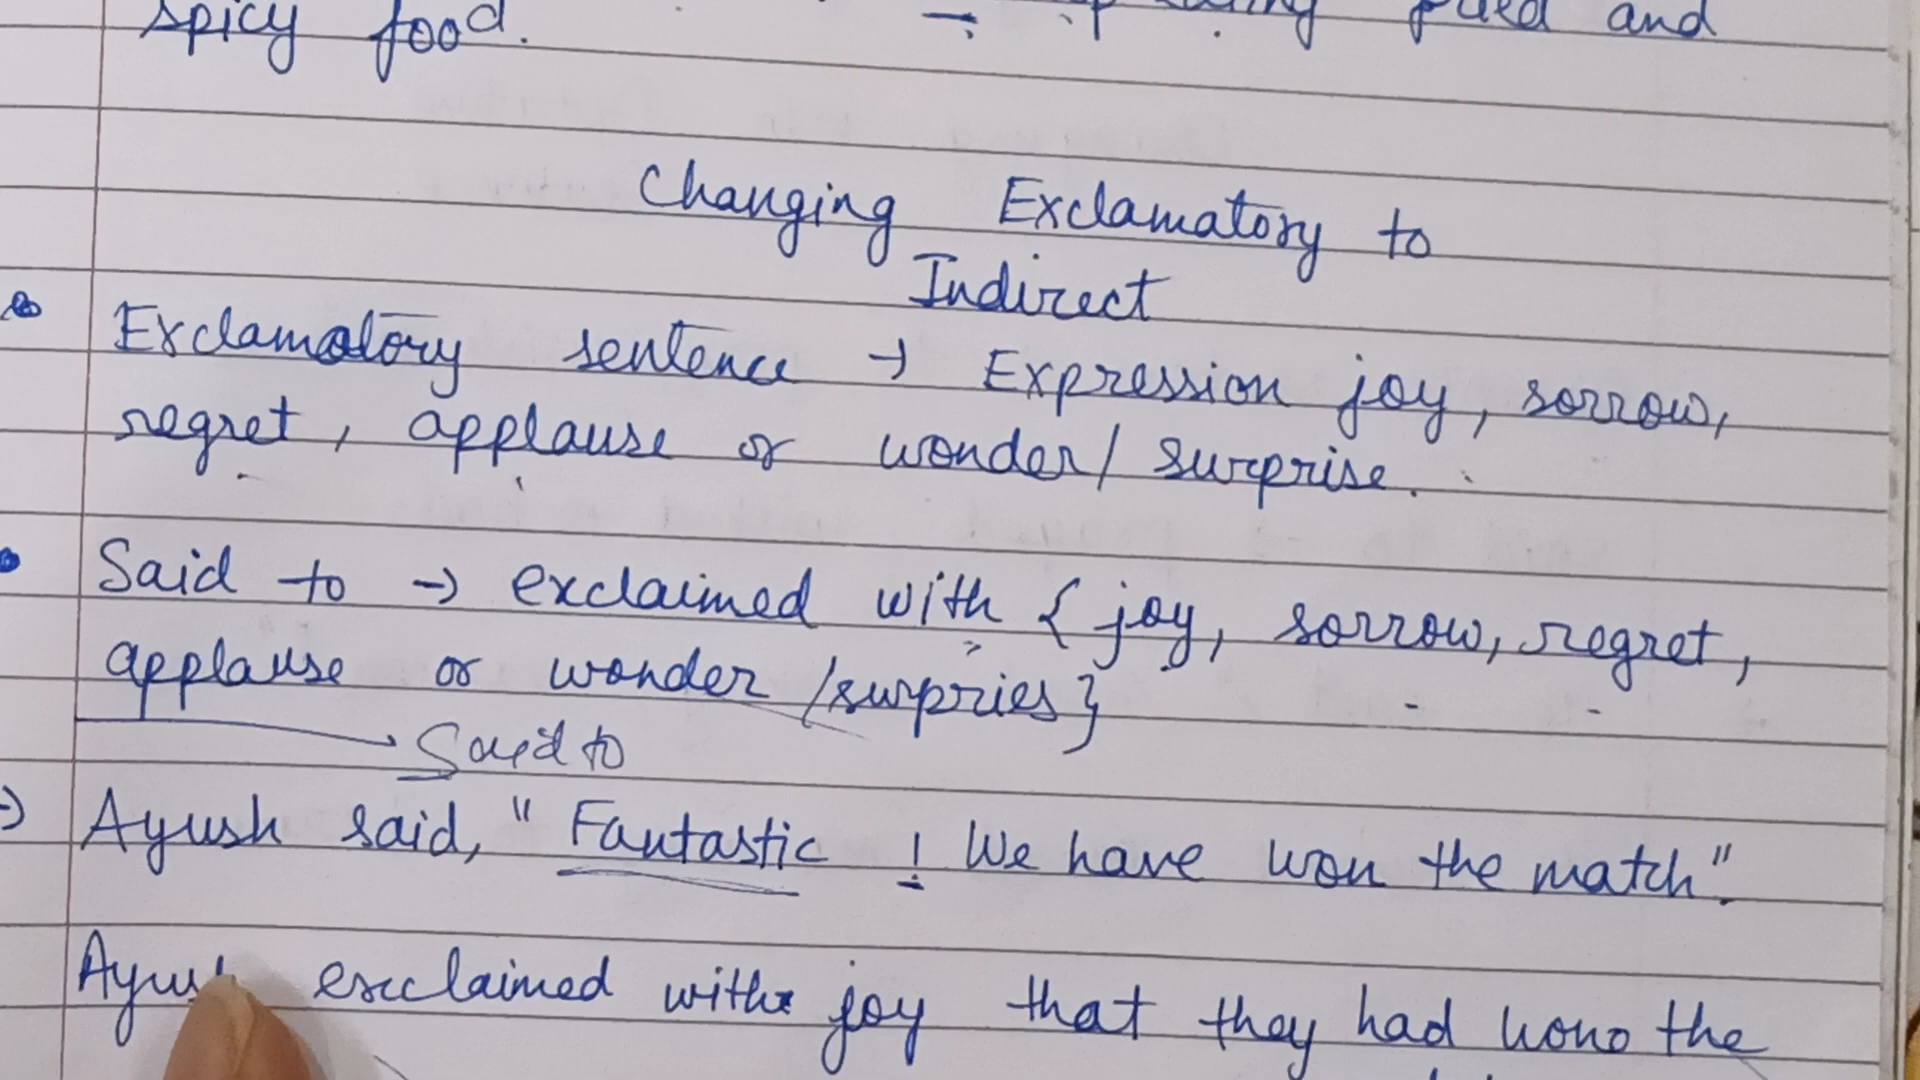 spicy food. → fried and
Changing Exclamatory to
Indirect
Exclamatory sentence → Expression joy, sorrow,
regret, applause or wonder/ surprise.
Said to → exclaimed with { joy, sorrow, regret,
applause or wonder /surpries}
Said to
→ Ayush said, " Fantastic ! We have won the match".
exclaimed with joy that they had won the